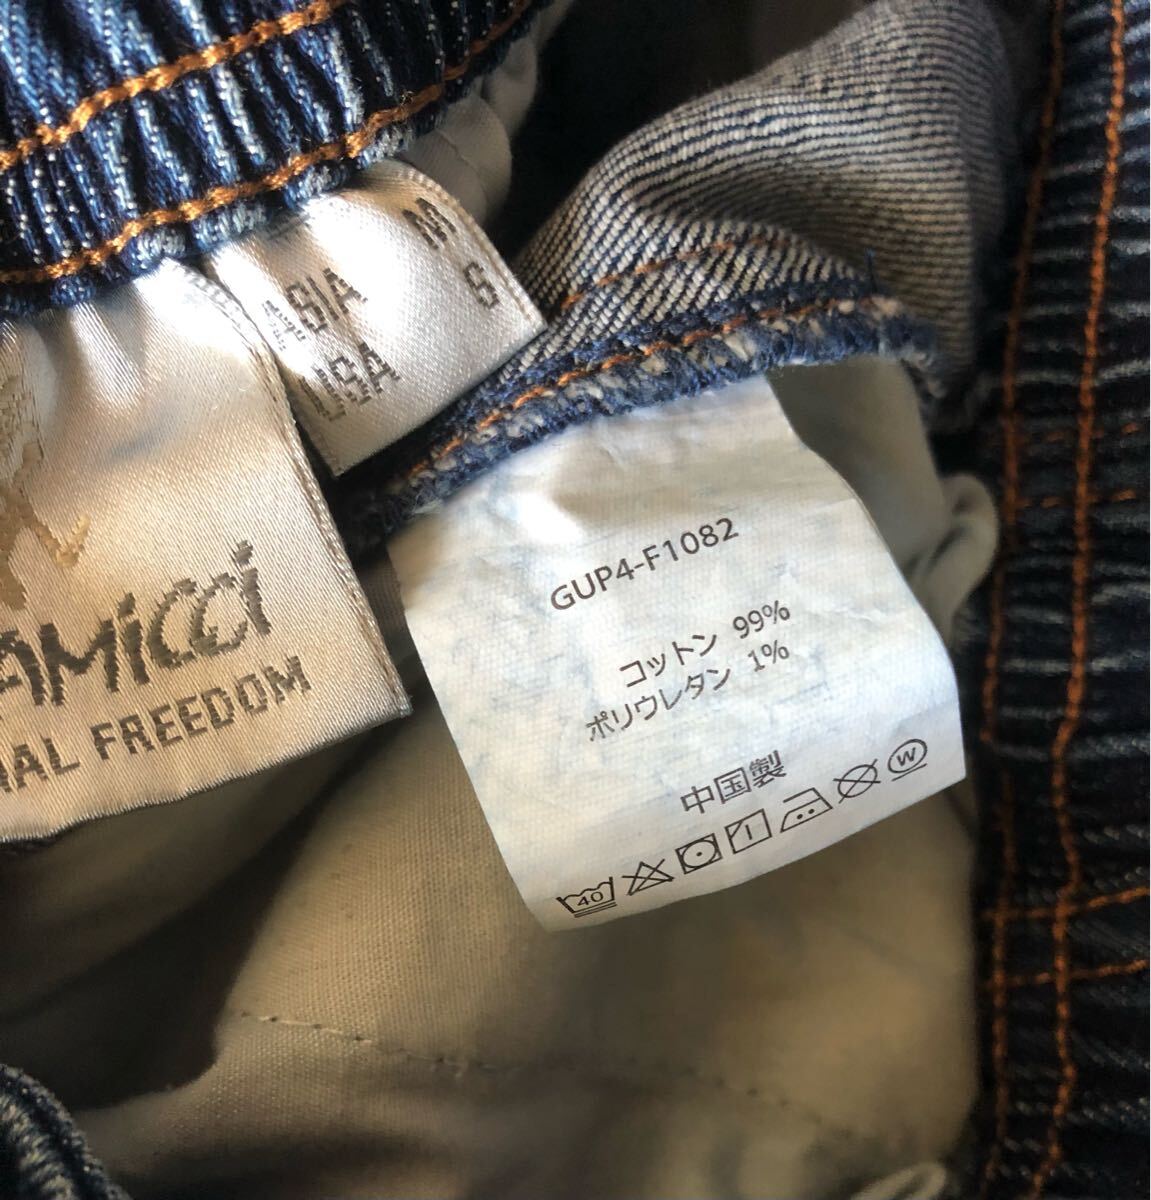 ASIA M
USA S
AMiCCi
NAL FREEDOM
GUP4-F1082
コットン 99%
ポリウレタン 1%
中国製
40
W